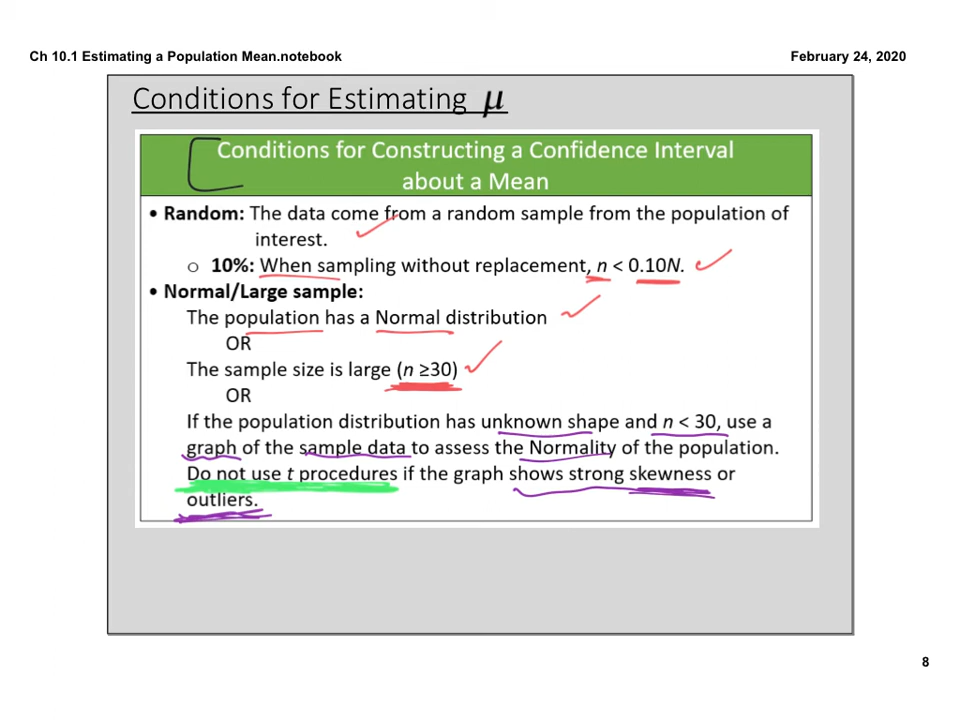 Ch 10.1 Estimating a Population Mean.notebook
February 24, 2020
Conditions for Estimating μ
Conditions for Constructing a Confidence Interval
about a Mean
• Random: The data come from a random sample from the population of
interest.
○ 10%: When sampling without replacement, n < 0.10N.
• Normal/Large sample:
The population has a Normal distribution
OR
The sample size is large (n ≥30)
OR
If the population distribution has unknown shape and n < 30, use a
graph of the sample data to assess the Normality of the population.
Do not use t procedures if the graph shows strong skewness or
outliers.
8